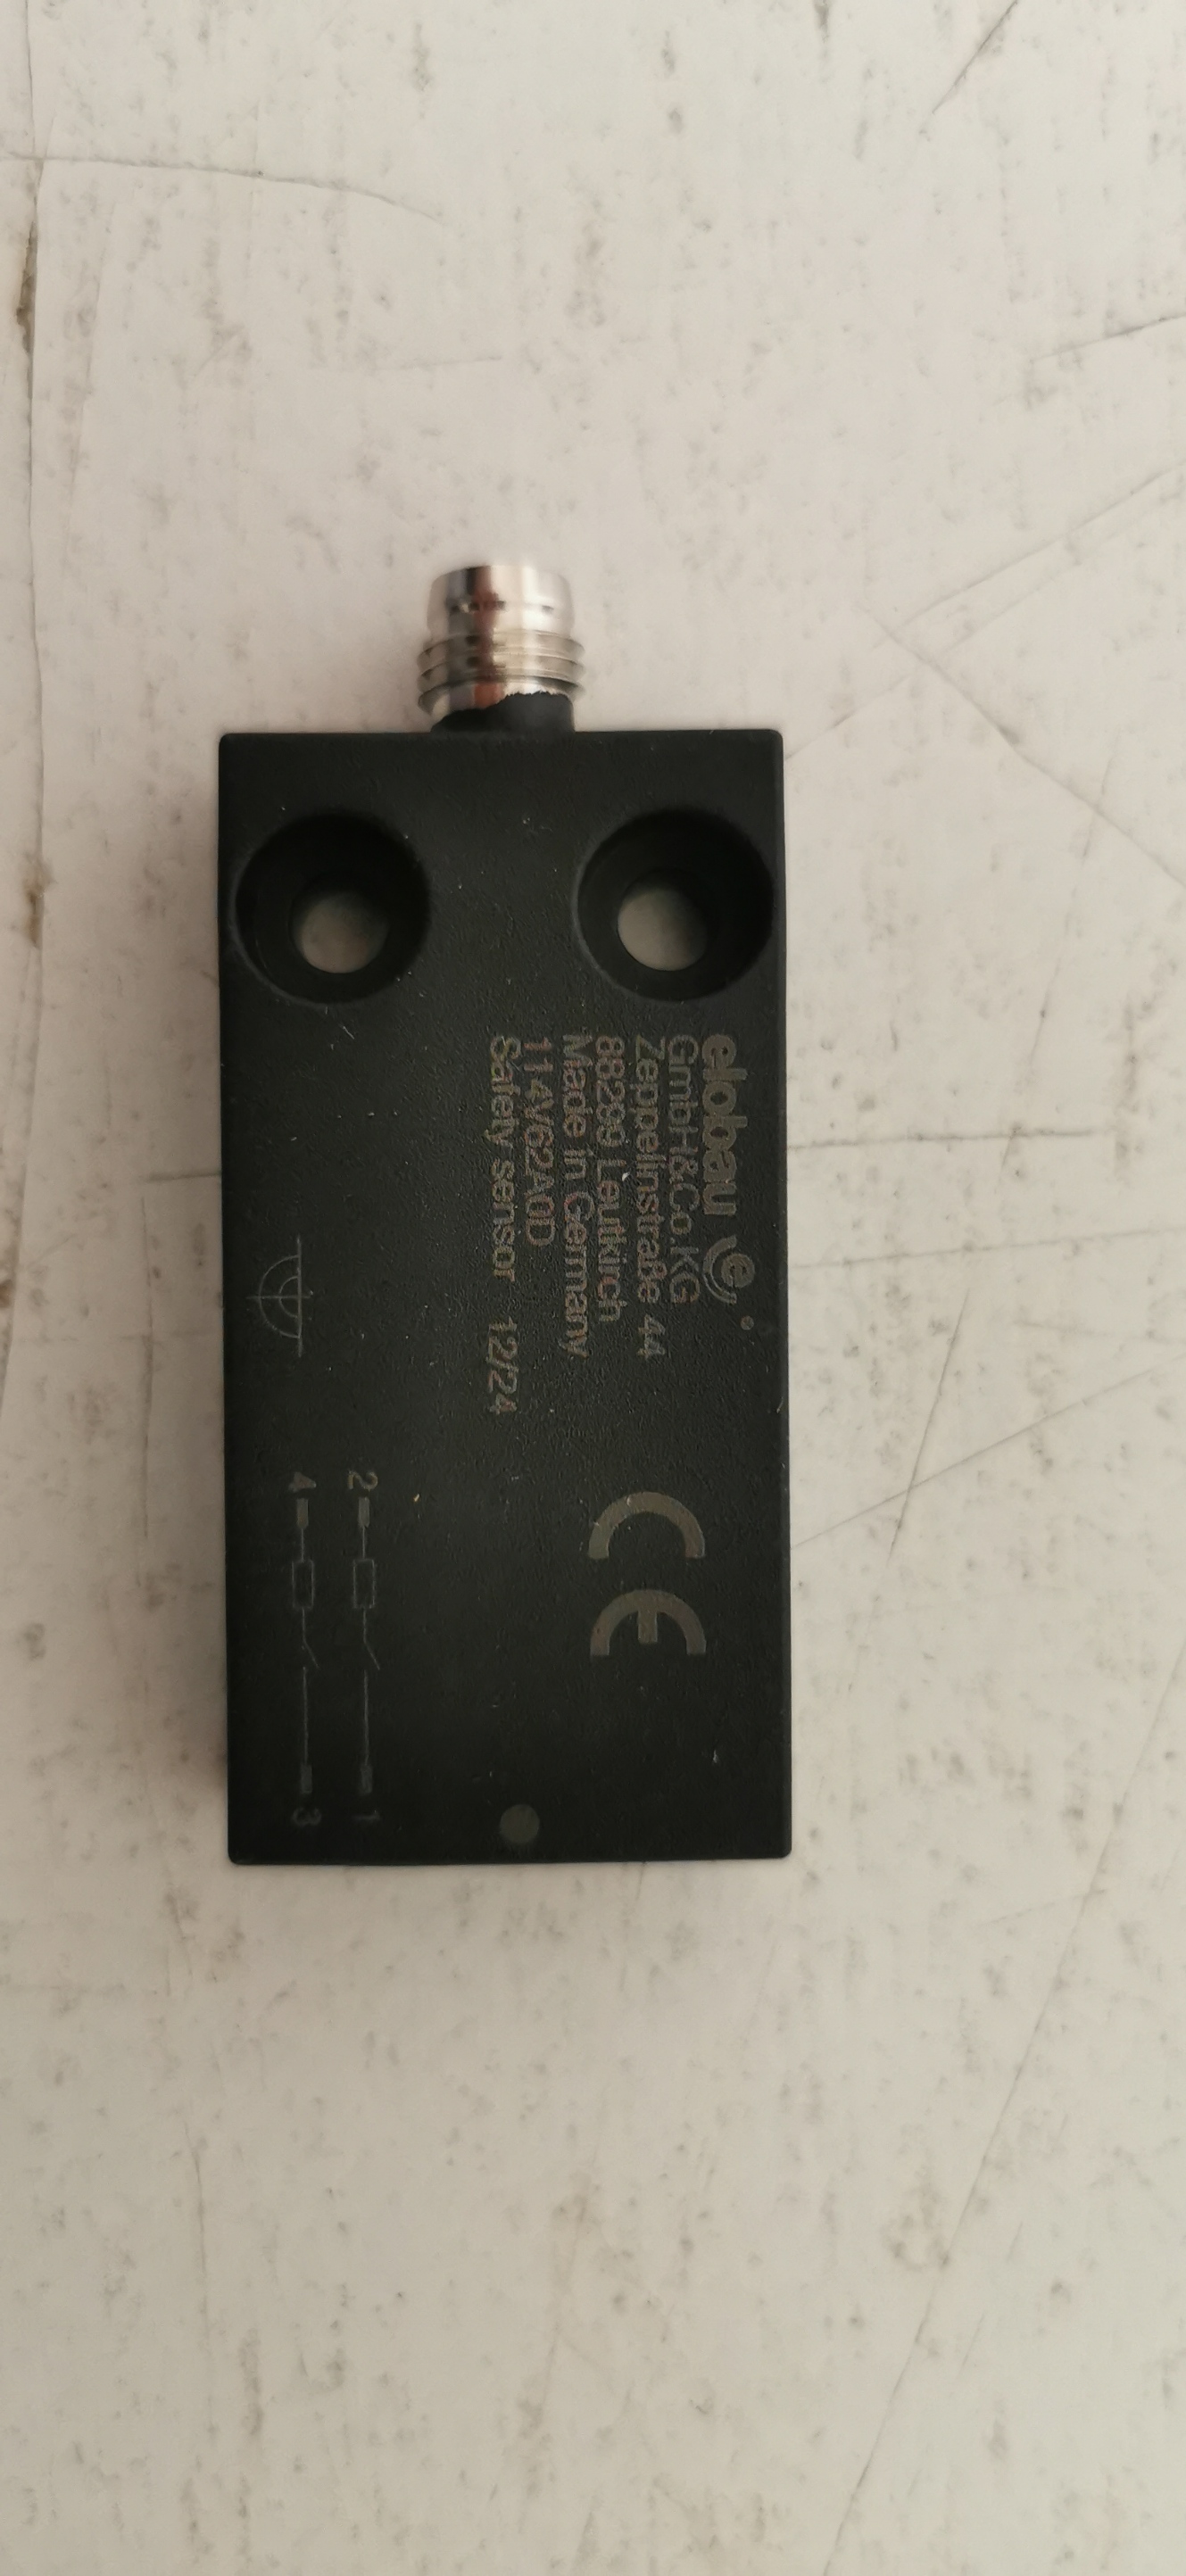 elobau e
GmbH&Co.KG
Zeppelinstraße 44
88299 Leutkirch
Made in Germany
114V62A0D
Safety sensor 12/24
CE
2 1
4 3